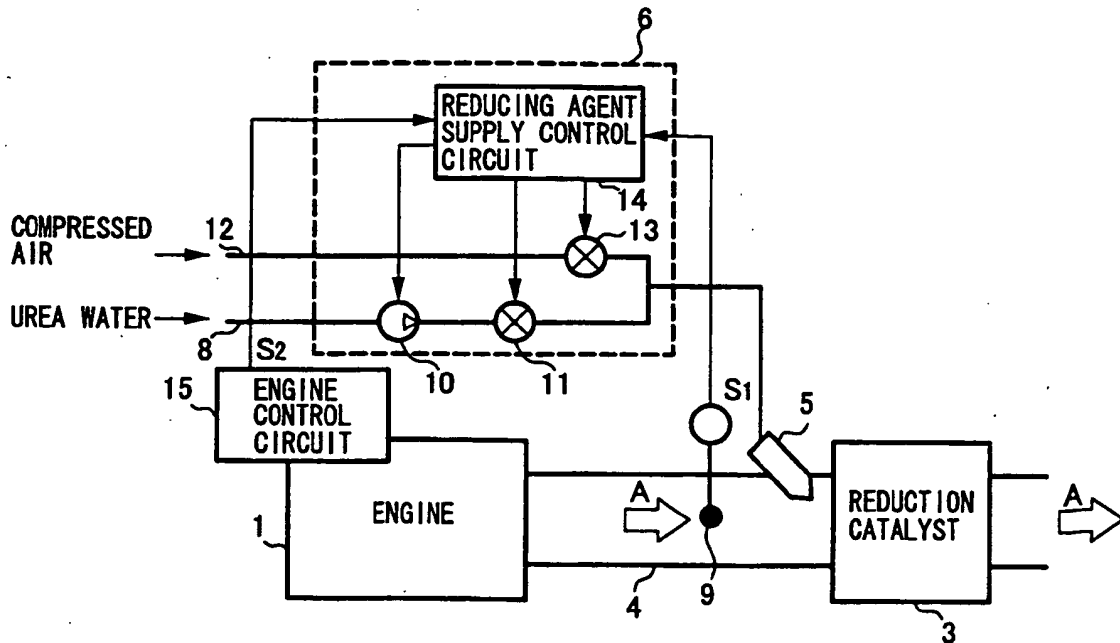 6
REDUCING AGENT
SUPPLY CONTROL
CIRCUIT
14
COMPRESSED
AIR
12
13
UREA WATER
8
10
11
S2
15
ENGINE
CONTROL
CIRCUIT
S1
5
1
ENGINE
A
9
4
REDUCTION
CATALYST
3
A